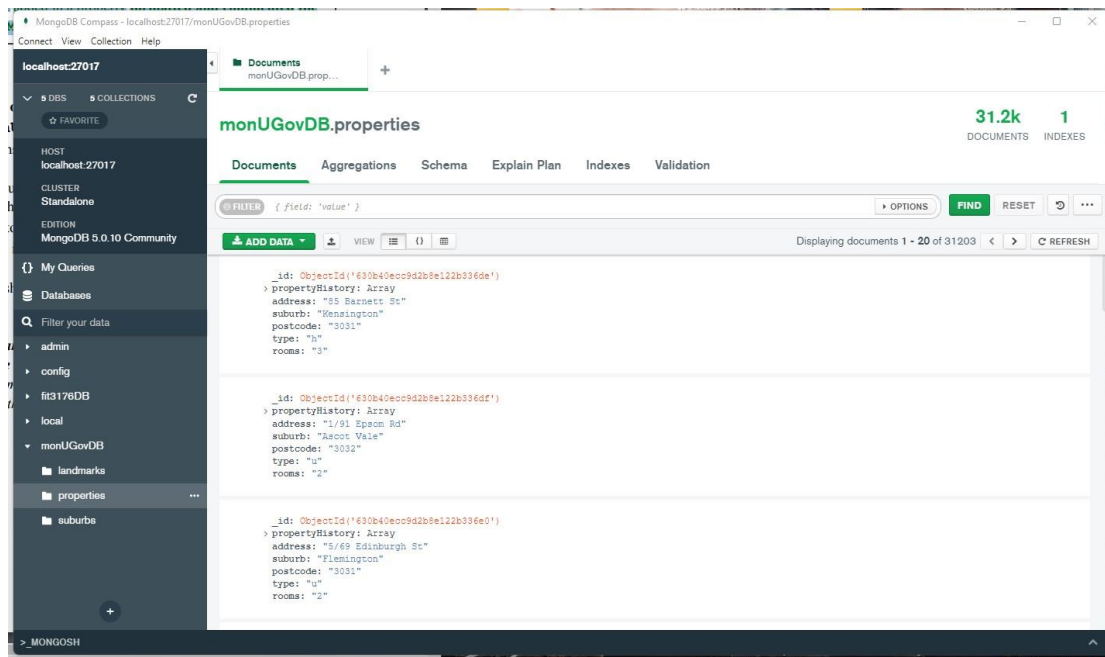 MongoDB Compass - localhost:27017/monUGovDB.properties
Connect View Collection Help
localhost:27017
5 DBS 5 COLLECTIONS
FAVORITE
HOST
localhost:27017
CLUSTER
Standalone
EDITION
MongoDB 5.0.10 Community
{} My Queries
Databases
Filter your data
admin
config
fit3176DB
local
monUGovDB
landmarks
properties
suburbs
>_MONGOSH
Documents
monUGovDB.prop...
monUGovDB.properties
31.2k DOCUMENTS
1 INDEXES
Documents Aggregations Schema Explain Plan Indexes Validation
FILTER { field: 'value' } OPTIONS FIND RESET
ADD DATA VIEW {} Displaying documents 1 - 20 of 31203 < > REFRESH
_id: ObjectId('630b40ecc9d2b8e122b336de')
> propertyHistory: Array
address: "85 Barnett St"
suburb: "Kensington"
postcode: "3031"
type: "h"
rooms: "3"
_id: ObjectId('630b40ecc9d2b8e122b336df')
> propertyHistory: Array
address: "1/91 Epsom Rd"
suburb: "Ascot Vale"
postcode: "3032"
type: "u"
rooms: "2"
_id: ObjectId('630b40ecc9d2b8e122b336e0')
> propertyHistory: Array
address: "5/69 Edinburgh St"
suburb: "Flemington"
postcode: "3031"
type: "u"
rooms: "2"